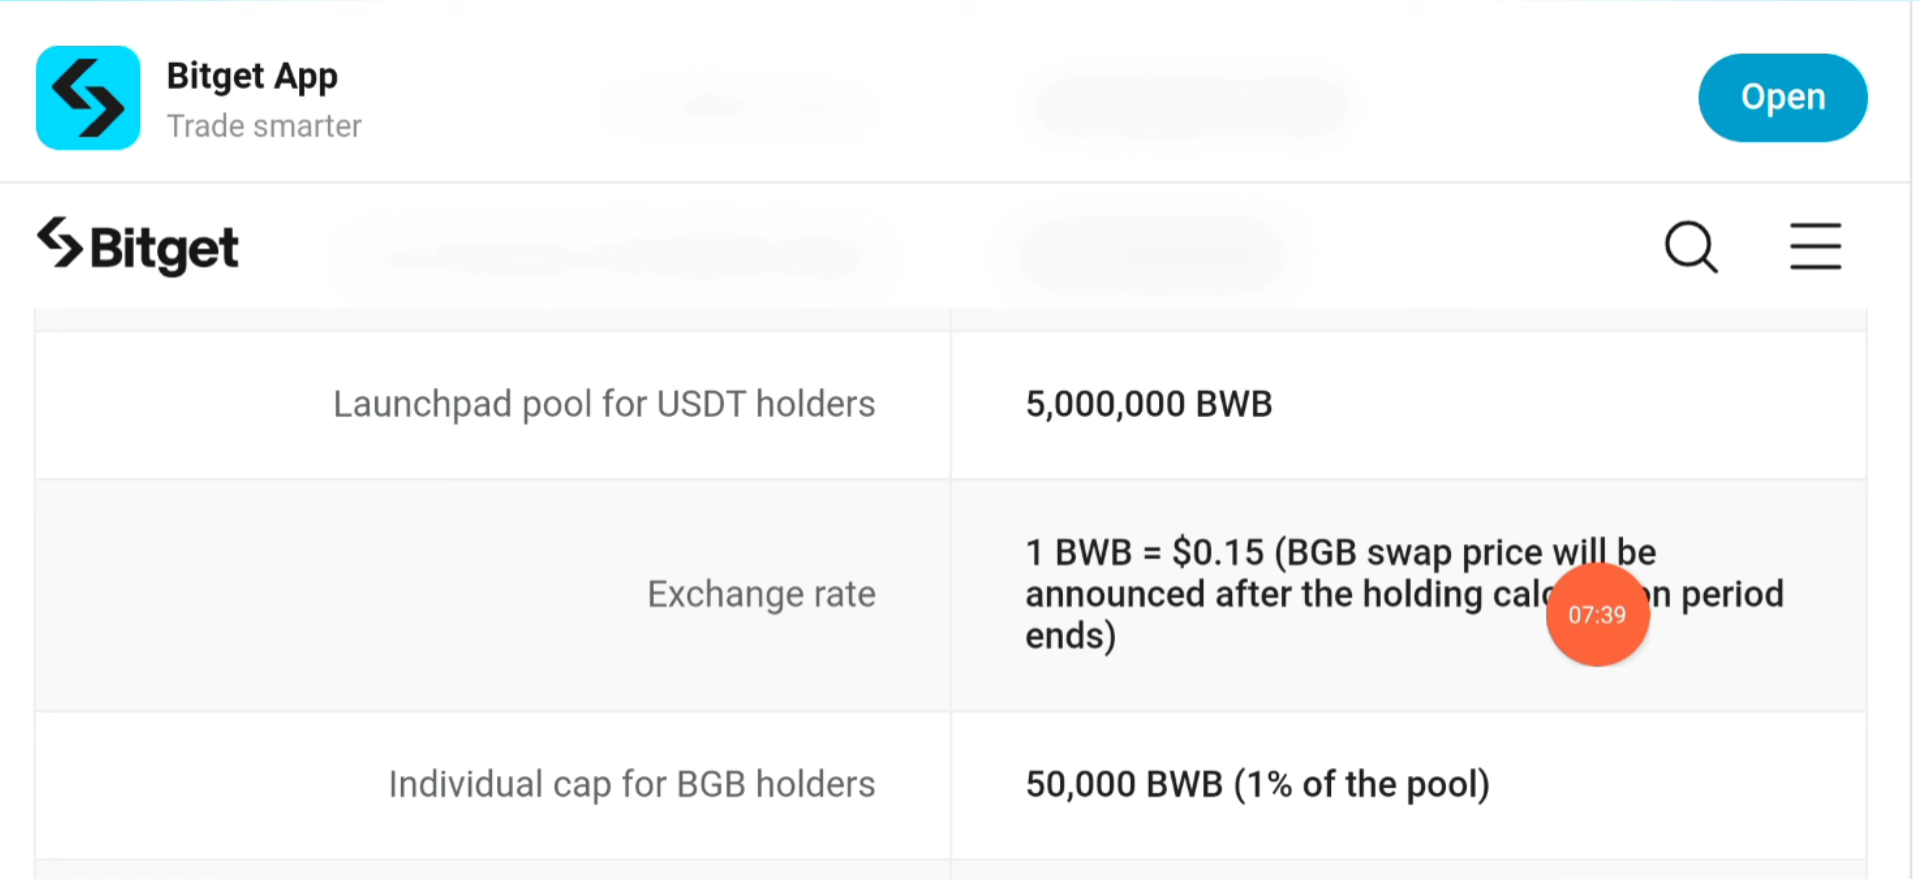 Bitget App
Trade smarter
Open
Bitget
Launchpad pool for USDT holders
5,000,000 BWB
Exchange rate
1 BWB = $0.15 (BGB swap price will be
announced after the holding period
ends)
07:39
Individual cap for BGB holders
50,000 BWB (1% of the pool)